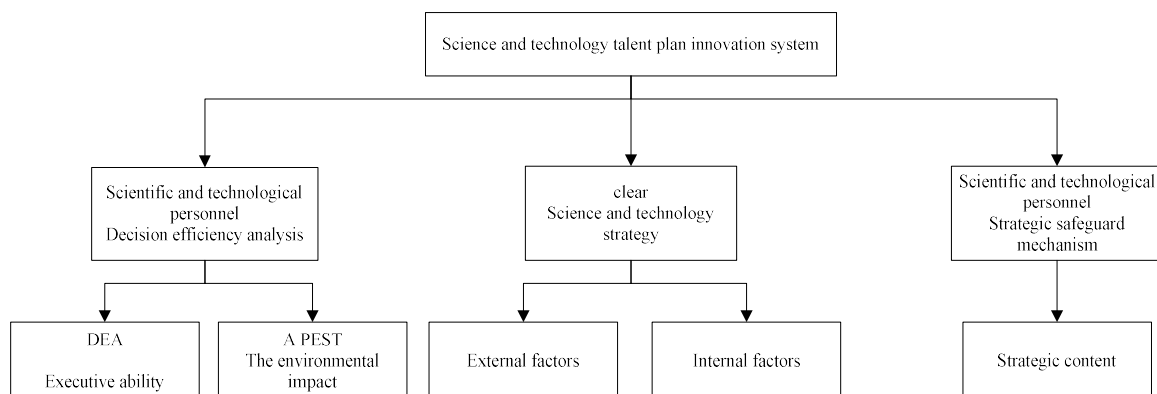 Science and technology talent plan innovation system
Scientific and technological
personnel
Decision efficiency analysis
clear
Science and technology
strategy
Scientific and technological
personnel
Strategic safeguard
mechanism
DEA
Executive ability
A PEST
The environmental
impact
External factors
Internal factors
Strategic content